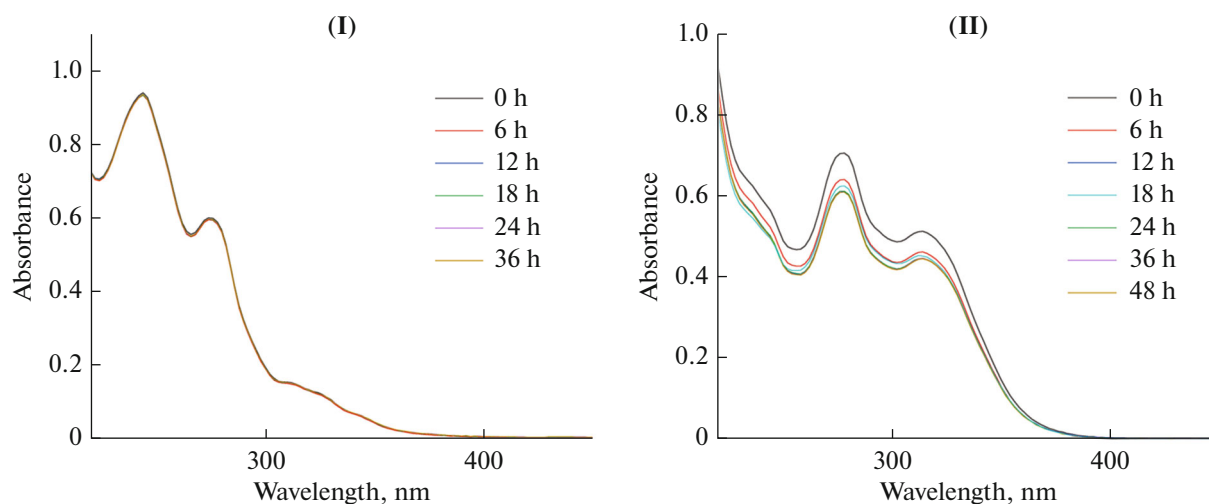 (I)
Absorbance
1.0
0.8
0.6
0.4
0.2
0
300
400
Wavelength, nm
0 h
6 h
12 h
18 h
24 h
36 h
(II)
Absorbance
1.0
0.8
0.6
0.4
0.2
0
300
400
Wavelength, nm
0 h
6 h
12 h
18 h
24 h
36 h
48 h